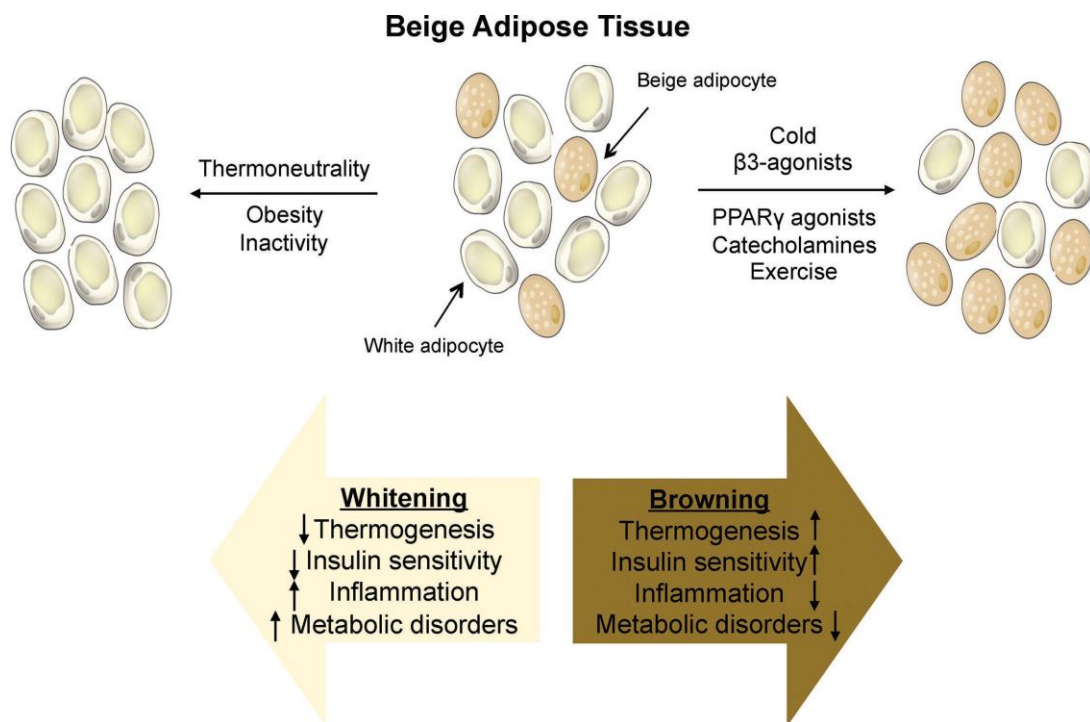 Beige Adipose Tissue
Beige adipocyte
Thermoneutrality
Obesity
Inactivity
Cold
β3-agonists
PPARγ agonists
Catecholamines
Exercise
White adipocyte
Whitening
↓ Thermogenesis
↓ Insulin sensitivity
↑ Inflammation
↑ Metabolic disorders
Browning
Thermogenesis ↑
Insulin sensitivity ↑
Inflammation ↓
Metabolic disorders ↓